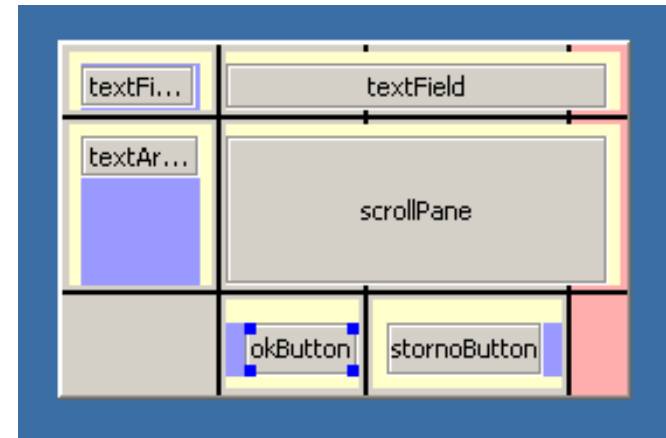 textFi... textField
textAr... scrollPane
okButton stornoButton